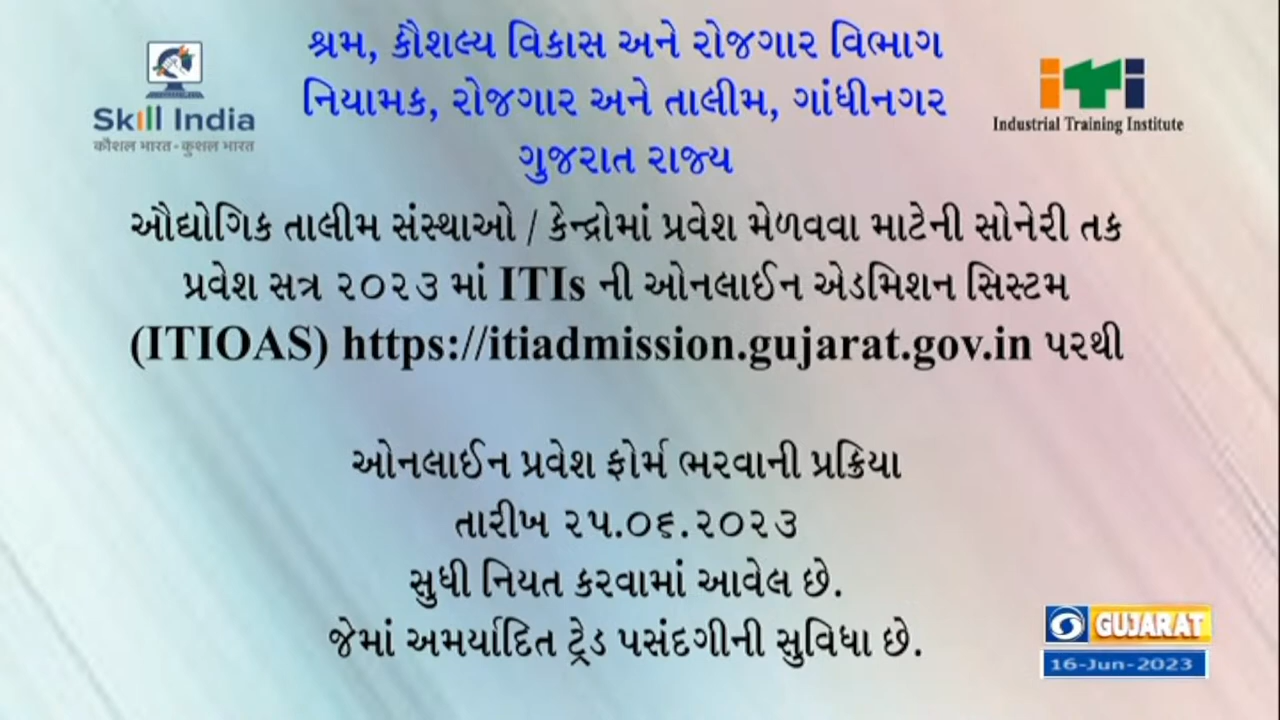 શ્રમ, કૌશલ્ય વિકાસ અને રોજગાર વિભાગ
નિયામક, રોજગાર અને તાલીમ, ગાંધીનગર
ગુજરાત રાજ્ય
Skill India
कौशल भारत - कुशल भारत
iTi
Industrial Training Institute
ઔદ્યોગિક તાલીમ સંસ્થાઓ / કેન્દ્રોમાં પ્રવેશ મેળવવા માટેની સોનેરી તક
પ્રવેશ સત્ર ૨૦૨૩ માં ITIs ની ઓનલાઈન એડમિશન સિસ્ટમ
(ITIOAS) https://itiadmission.gujarat.gov.in પરથી
ઓનલાઈન પ્રવેશ ફોર્મ ભરવાની પ્રક્રિયા
તારીખ ૨૫.૦૬.૨૦૨૩
સુધી નિયત કરવામાં આવેલ છે.
જેમાં અમર્યાદિત ટ્રેડ પસંદગીની સુવિધા છે.
GUJARAT
16-Jun-2023